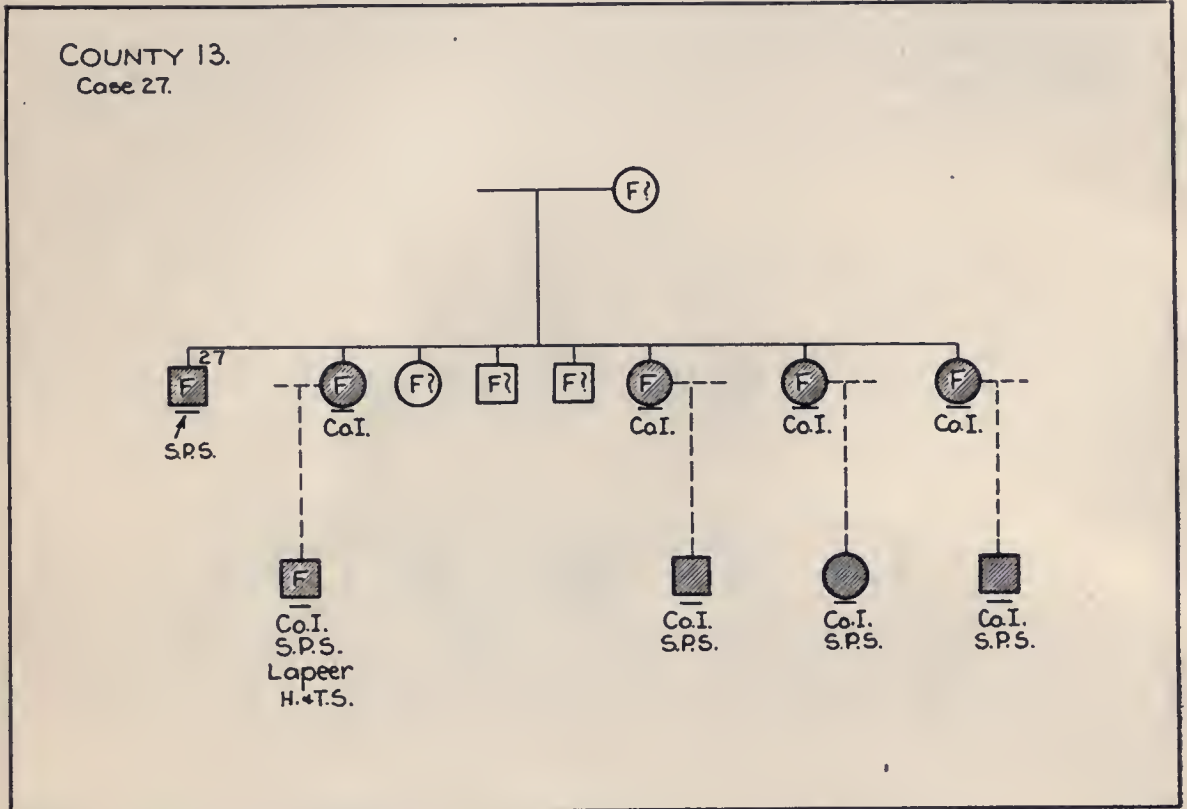 COUNTY 13.
Case 27.
F?
27
F
F
F?
F?
F?
F
F
F
S.P.S.
Co.I.
Co.I.
Co.I.
Co.I.
F
Co.I.
S.P.S.
Lapeer
H.&T.S.
Co.I.
S.P.S.
Co.I.
S.P.S.
Co.I.
S.P.S.